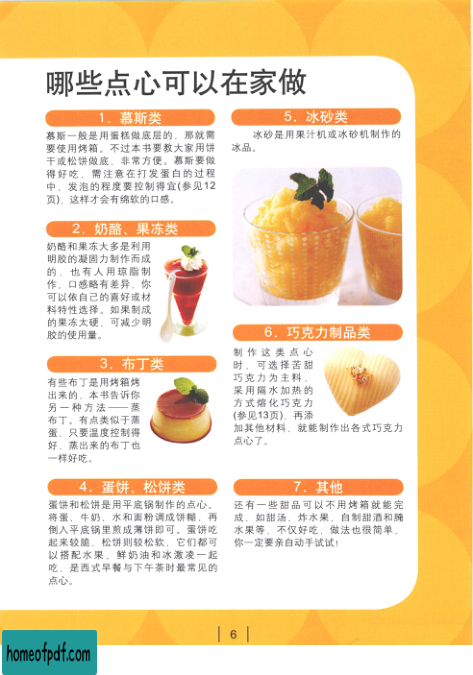 哪些点心可以在家做
1. 慕斯类
慕斯一般是用蛋糕做底层的，那就需
要使用烤箱。不过本书要教大家用饼
干或松饼做底，非常方便。慕斯要做
得好吃，需注意在打发蛋白的过程
中，发泡的程度要控制得宜(参见12
页)，这样才会有绵软的口感。
2. 奶酪、果冻类
奶酪和果冻大多是利用
明胶的凝固力制作而成
的，也有人用琼脂制
作，口感略有差异，你
可以依自己的喜好或材
料特性选择。如果制成
的果冻太硬，可减少明
胶的使用量。
3. 布丁类
有些布丁是用烤箱烤
出来的，本书告诉你
另一种方法——蒸
布丁。有点类似于蒸
蛋，只要温度控制得
好，蒸出来的布丁也
一样好吃。
4. 蛋饼、松饼类
蛋饼和松饼是用平底锅制作的点心。
将蛋、牛奶、水和面粉调成饼糊，再
倒入平底锅里煎成薄饼即可。蛋饼吃
起来较脆，松饼则较松软，它们都可
以搭配水果、鲜奶油和冰激凌一起
吃，是西式早餐与下午茶时最常见的
点心。
5. 冰砂类
冰砂是用果汁机或冰砂机制作的
冰品。
6. 巧克力制品类
制作这类点心
时，可选择苦甜
巧克力为主料，
采用隔水加热的
方式熔化巧克力
(参见13页)，再添
加其他材料，就能制作出各式巧克力
点心了。
7. 其他
还有一些甜品可以不用烤箱就能完
成，如甜汤、炸水果、自制甜酒和腌
水果等，不仅好吃，做法也很简单，
你一定要亲自动手试试！
6
homeofpdf.com